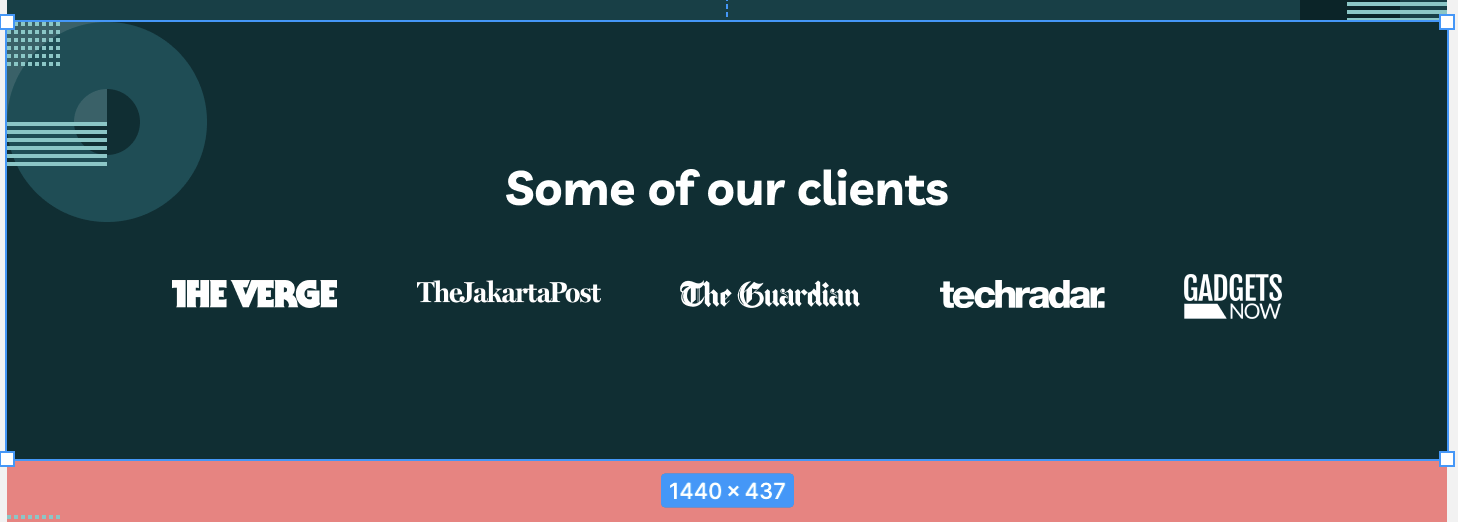 Some of our clients
THE VERGE
TheJakartaPost
The Guardian
techradar.
GADGETS
NOW
1440 × 437